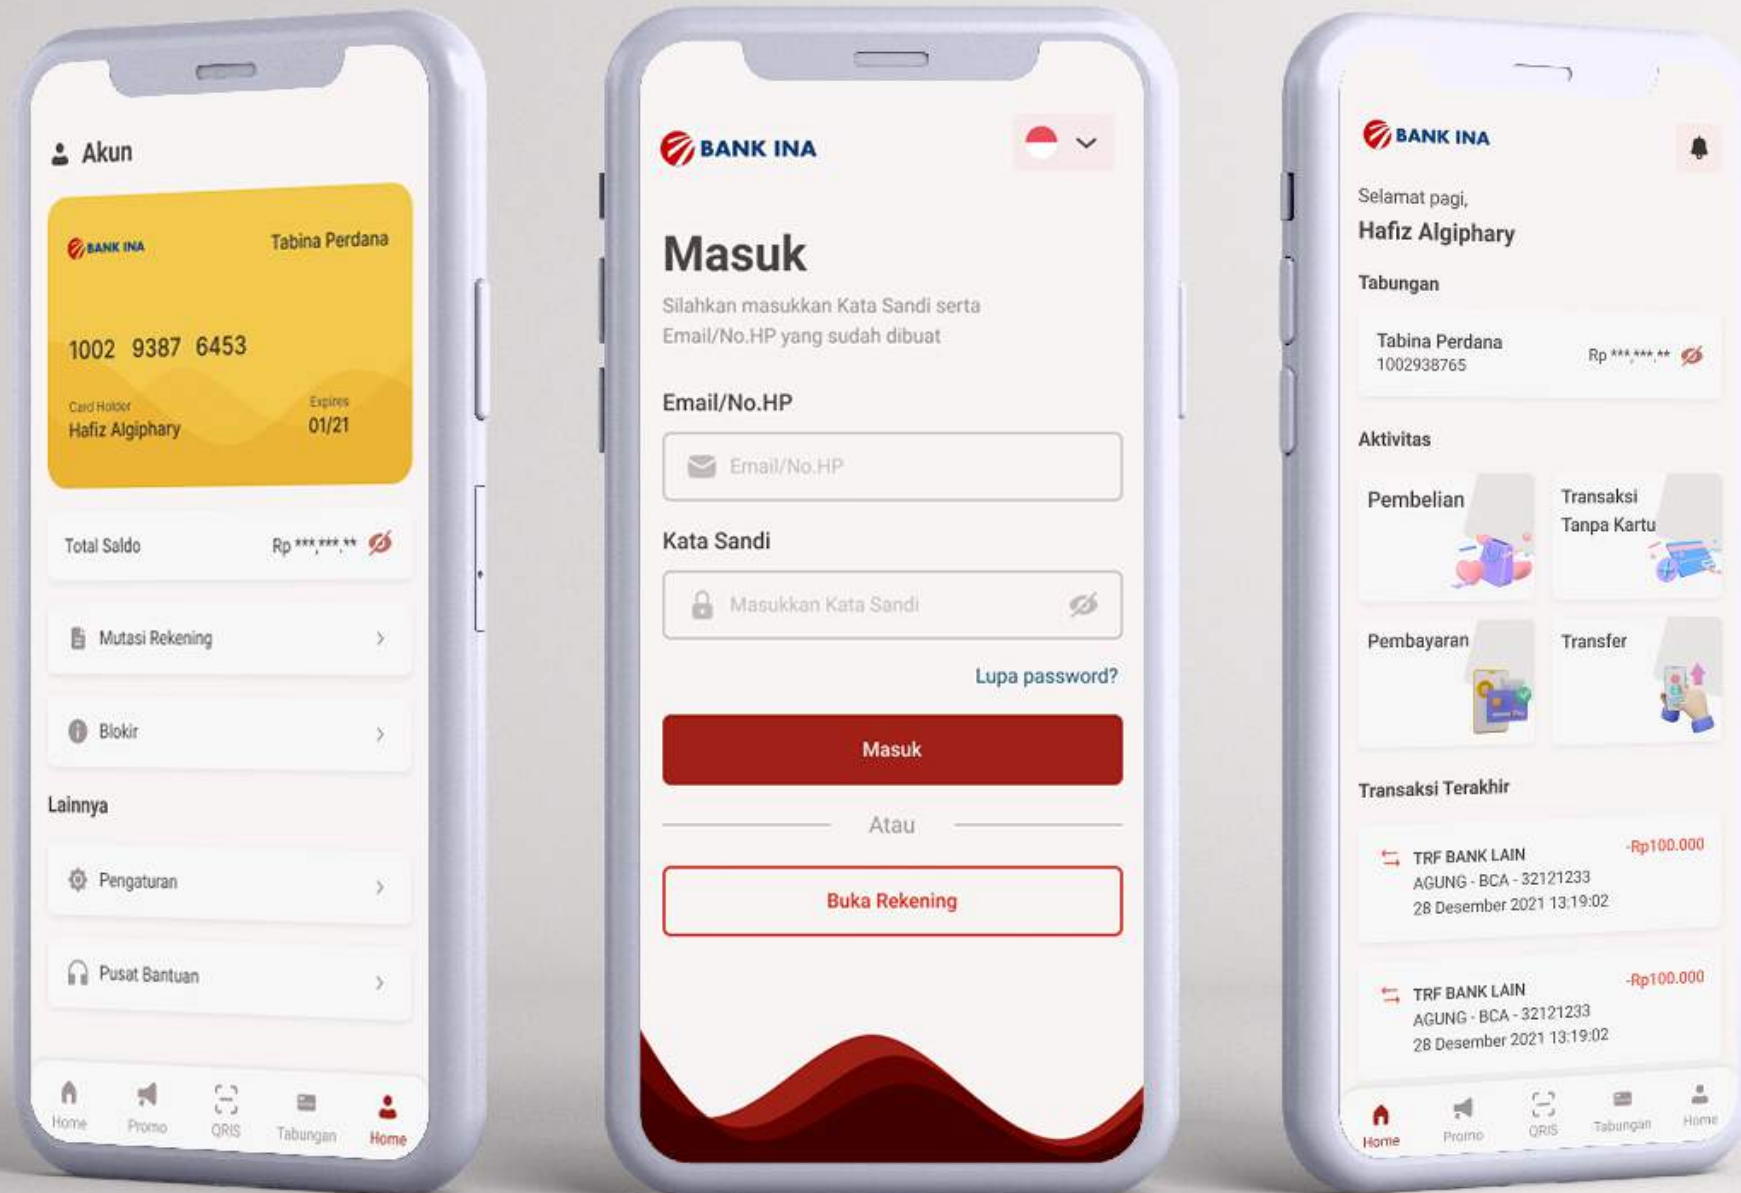 Akun
BANK INA
Tabina Perdana
1002 9387 6453
Card Holder
Expires
Hafiz Algiphary
01/21
Total Saldo
Rp ***,***.**
Mutasi Rekening
Blokir
Lainnya
Pengaturan
Pusat Bantuan
Home
Promo
QRIS
Tabungan
Home
BANK INA
Masuk
Silahkan masukkan Kata Sandi serta
Email/No.HP yang sudah dibuat
Email/No.HP
Email/No.HP
Kata Sandi
Masukkan Kata Sandi
Lupa password?
Masuk
Atau
Buka Rekening
BANK INA
Selamat pagi,
Hafiz Algiphary
Tabungan
Tabina Perdana
1002938765
Rp ***,***.**
Aktivitas
Pembelian
Transaksi
Tanpa Kartu
Pembayaran
Transfer
Transaksi Terakhir
TRF BANK LAIN
-Rp100.000
AGUNG - BCA - 32121233
28 Desember 2021 13:19:02
TRF BANK LAIN
-Rp100.000
AGUNG - BCA - 32121233
28 Desember 2021 13:19:02
Home
Promo
QRIS
Tabungan
Home